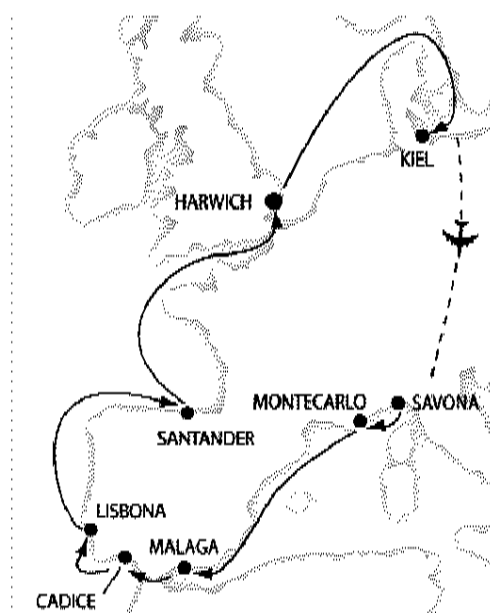 KIEL
HARWICH
MONTECARLO
SAVONA
SANTANDER
LISBONA
MALAGA
CADICE